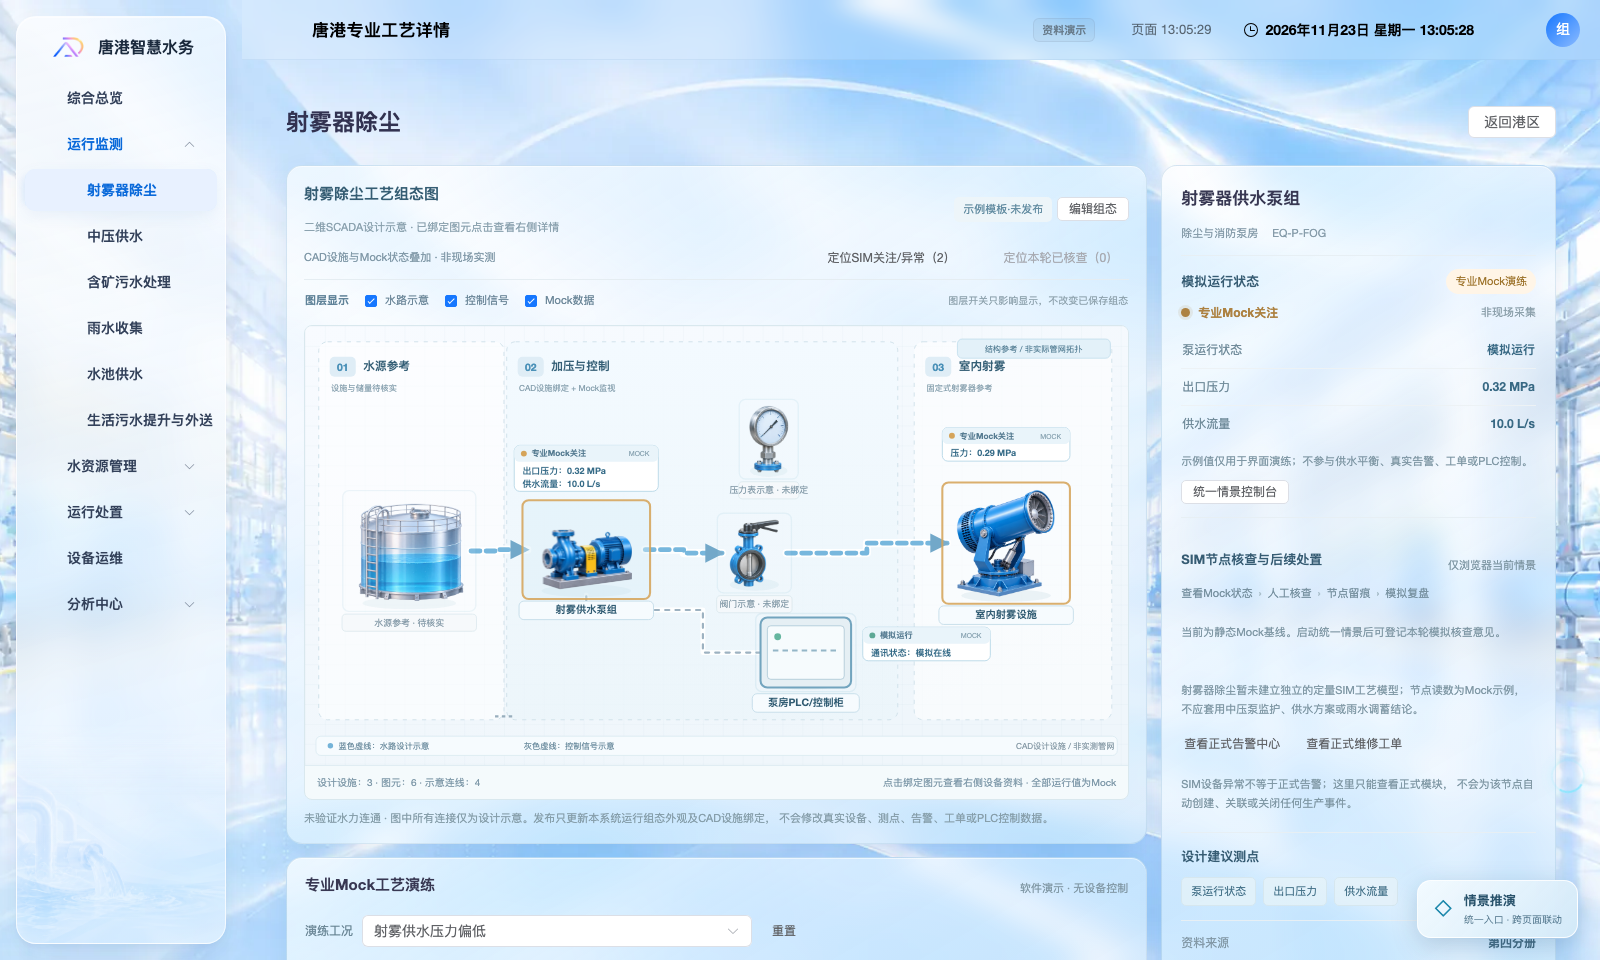 唐港智慧水务
综合总览
运行监测
射雾器除尘
中压供水
含矿污水处理
雨水收集
水池供水
生活污水提升与外送
水资源管理
运行处置
设备运维
分析中心
唐港专业工艺详情
资料演示
页面 13:05:29
2026年11月23日 星期一 13:05:28
组
射雾器除尘
返回港区
射雾除尘工艺组态图
二维SCADA设计示意 · 已绑定图元点击查看右侧详情
示例模板·未发布
编辑组态
CAD设施与Mock状态叠加 · 非现场实测
定位SIM关注/异常（2）
定位本轮已核查（0）
图层显示
水路示意
控制信号
Mock数据
图层开关只影响显示，不改变已保存组态
结构参考 / 非实际管网拓扑
01 水源参考
设施与储量待核实
02 加压与控制
CAD设施绑定 + Mock监视
03 室内射雾
固定式射雾器参考
专业Mock关注 MOCK
出口压力：0.32 MPa
供水流量：10.0 L/s
压力表示意 · 未绑定
专业Mock关注 MOCK
压力：0.29 MPa
水源参考 · 待核实
射雾供水泵组
阀门示意 · 未绑定
室内射雾设施
模拟运行 MOCK
通讯状态：模拟在线
泵房PLC/控制柜
蓝色虚线：水路设计示意
灰色虚线：控制信号示意
CAD设计设施 / 非实测管网
设计设施：3 · 图元：6 · 示意连线：4
点击绑定图元查看右侧设备资料 · 全部运行值为Mock
未验证水力连通 · 图中所有连接仅为设计示意。发布只更新本系统运行组态外观及CAD设施绑定， 不会修改真实设备、测点、告警、工单或PLC控制数据。
专业Mock工艺演练
软件演示 · 无设备控制
演练工况
射雾供水压力偏低
重置
射雾器供水泵组
除尘与消防泵房 EQ-P-FOG
模拟运行状态
专业Mock演练
专业Mock关注
非现场采集
泵运行状态 模拟运行
出口压力 0.32 MPa
供水流量 10.0 L/s
示例值仅用于界面演练；不参与供水平衡、真实告警、工单或PLC控制。
统一情景控制台
SIM节点核查与后续处置
仅浏览器当前情景
查看Mock状态 › 人工核查 › 节点留痕 › 模拟复盘
当前为静态Mock基线。启动统一情景后可登记本轮模拟核查意见。
射雾器除尘暂未建立独立的定量SIM工艺模型；节点读数为Mock示例，
不应套用中压泵监护、供水方案或雨水调蓄结论。
查看正式告警中心
查看正式维修工单
SIM设备异常不等于正式告警；这里只能查看正式模块， 不会为该节点自
动创建、关联或关闭任何生产事件。
设计建议测点
泵运行状态
出口压力
供水流量
资料来源
第四分册
情景推演
统一入口 · 跨页面联动